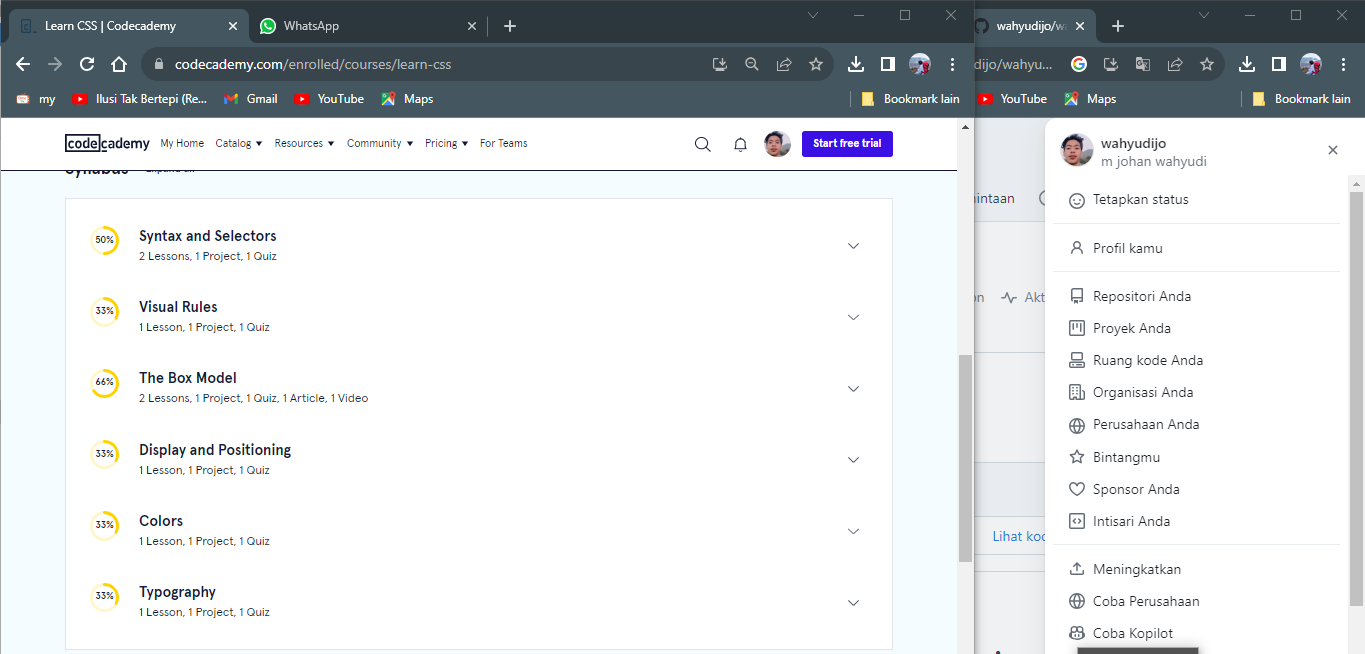 Learn CSS | Codecademy
WhatsApp
codecademy.com/enrolled/courses/learn-css
my
Ilusi Tak Bertepi (Re...
Gmail
YouTube
Maps
Bookmark lain
codecademy
My Home
Catalog
Resources
Community
Pricing
For Teams
Start free trial
Syllabus
Expand all
50%
Syntax and Selectors
2 Lessons, 1 Project, 1 Quiz
33%
Visual Rules
1 Lesson, 1 Project, 1 Quiz
66%
The Box Model
2 Lessons, 1 Project, 1 Quiz, 1 Article, 1 Video
33%
Display and Positioning
1 Lesson, 1 Project, 1 Quiz
33%
Colors
1 Lesson, 1 Project, 1 Quiz
33%
Typography
1 Lesson, 1 Project, 1 Quiz
wahyudijo/wa
dijo/wahyu...
YouTube
Maps
Bookmark lain
intaan
on
Akt
Lihat kod
wahyudijo
m johan wahyudi
Tetapkan status
Profil kamu
Repositori Anda
Proyek Anda
Ruang kode Anda
Organisasi Anda
Perusahaan Anda
Bintangmu
Sponsor Anda
Intisari Anda
Meningkatkan
Coba Perusahaan
Coba Kopilot